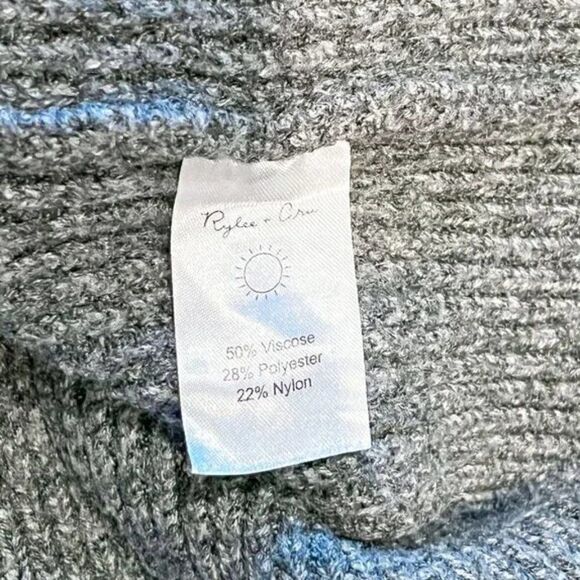 Rylee + Cru
50% Viscose
28% Polyester
22% Nylon